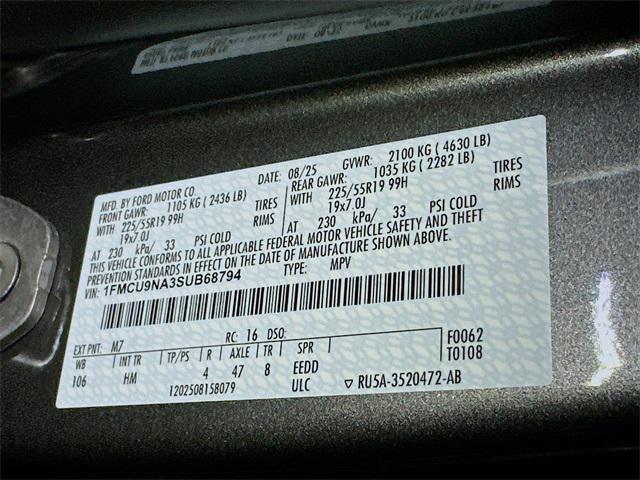 MFD. BY FORD MOTOR CO.
DATE: 08/25 GVWR: 2100 KG ( 4630 LB)
FRONT GAWR: 1105 KG ( 2436 LB) REAR GAWR: 1035 KG ( 2282 LB)
WITH 225/55R19 99H TIRES WITH 225/55R19 99H TIRES
19x7.0J RIMS 19x7.0J RIMS
AT 230 kPa/ 33 PSI COLD AT 230 kPa/ 33 PSI COLD
THIS VEHICLE CONFORMS TO ALL APPLICABLE FEDERAL MOTOR VEHICLE SAFETY AND THEFT
PREVENTION STANDARDS IN EFFECT ON THE DATE OF MANUFACTURE SHOWN ABOVE.
VIN: 1FMCU9NA3SUB68794 TYPE: MPV
EXT PNT: M7 RC: 16 DSO: F0062
WB INT TR TP/PS R AXLE TR SPR T0108
106 HM 4 47 8 EEDD
1202508158079 ULC ▽ RU5A-3520472-AB